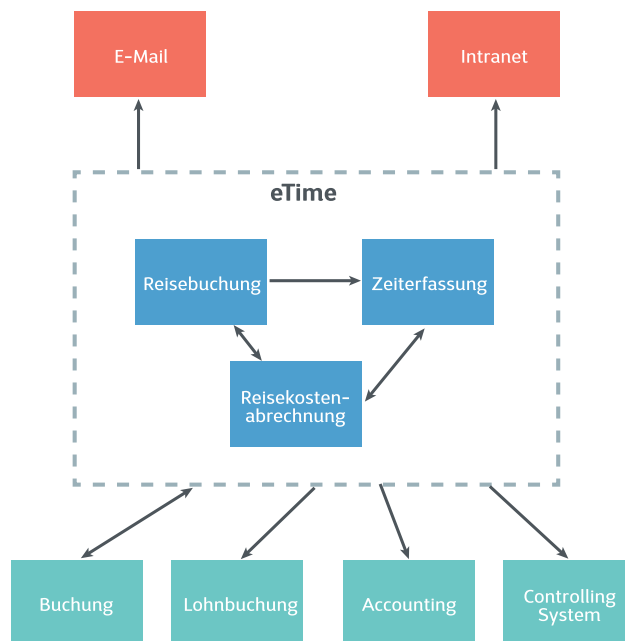 E-Mail
Intranet
eTime
Reisebuchung
Zeiterfassung
Reisekosten-
abrechnung
Buchung
Lohnbuchung
Accounting
Controlling
System